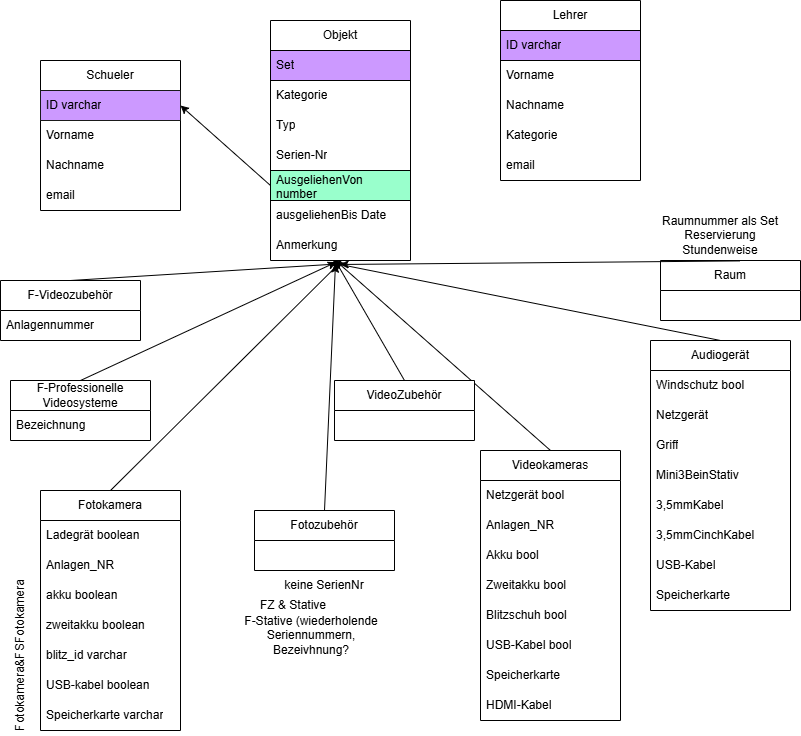 Schueler
ID varchar
Vorname
Nachname
email
Objekt
Set
Kategorie
Typ
Serien-Nr
AusgeliehenVon
number
ausgeliehenBis Date
Anmerkung
Lehrer
ID varchar
Vorname
Nachname
Kategorie
email
Raumnummer als Set
Reservierung
Stundenweise
Raum
F-Videozubehör
Anlagennummer
F-Professionelle
Videosysteme
Bezeichnung
VideoZubehör
Audiogerät
Windschutz bool
Netzgerät
Griff
Mini3BeinStativ
3,5mmKabel
3,5mmCinchKabel
USB-Kabel
Speicherkarte
Fotokamera&FSFotokamera
Fotokamera
Ladegrät boolean
Anlagen_NR
akku boolean
zweitakku boolean
blitz_id varchar
USB-kabel boolean
Speicherkarte varchar
Fotozubehör
keine SerienNr
FZ & Stative
F-Stative (wiederholende
Seriennummern,
Bezeivhnung?
Videokameras
Netzgerät bool
Anlagen_NR
Akku bool
Zweitakku bool
Blitzschuh bool
USB-Kabel bool
Speicherkarte
HDMI-Kabel